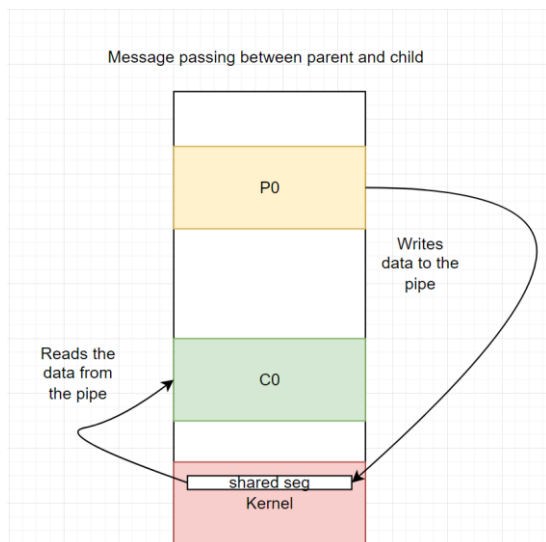 Message passing between parent and child
P0
Writes
data to the
pipe
Reads the
data from
the pipe
C0
shared seg
Kernel